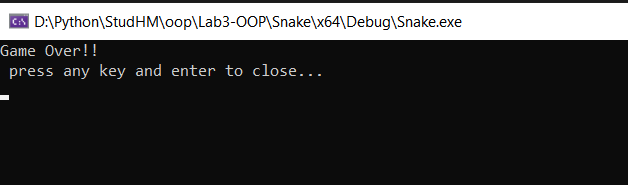 D:\Python\StudHM\oop\Lab3-OOP\Snake\x64\Debug\Snake.exe
Game Over!!
press any key and enter to close...